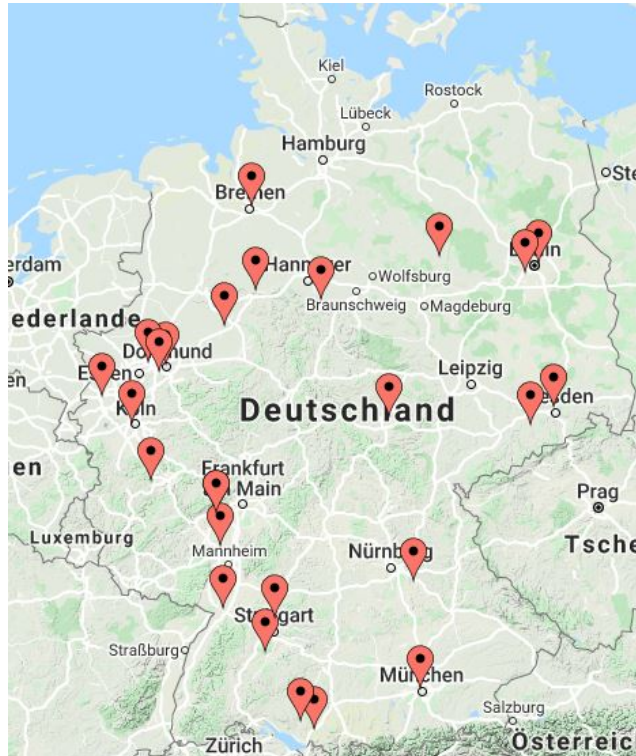 Kiel
Rostock
Lübeck
Hamburg
Ste
Bremen
erdam
Hannover
Wolfsburg
Berlin
Braunschweig
Magdeburg
ederlande
Dortmund
Essen
en
Leipzig
Köln
Deutschland
Dresden
en
Frankfurt
am Main
Prag
Luxemburg
Tsche
Mannheim
Nürnberg
Stuttgart
Straßburg
München
Salzburg
Zürich
Österreic